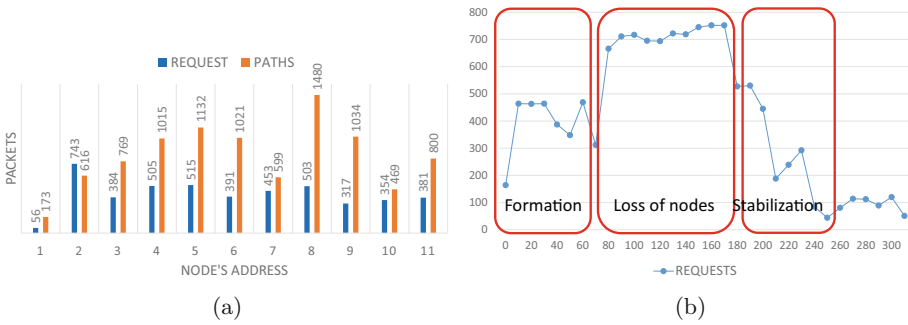 REQUEST PATHS
PACKETS
56 173 743 616 384 769 505 1015 515 1132 391 1021 453 599 503 1480 317 1034 354 469 381 800
1 2 3 4 5 6 7 8 9 10 11
NODE'S ADDRESS
(a)
800
700
600
500
400
300
200
100
0
Formation Loss of nodes Stabilization
0 20 40 60 80 100 120 140 160 180 200 220 240 260 280 300
REQUESTS
(b)